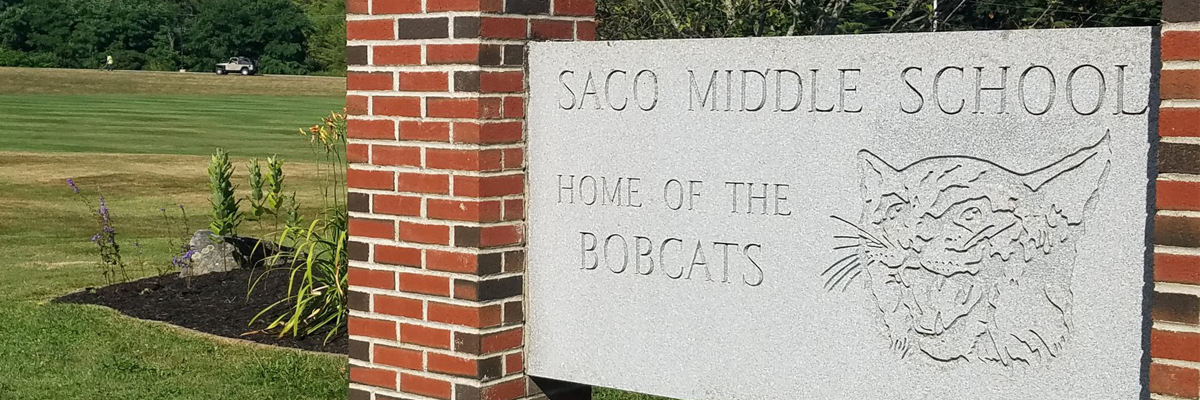 SACO MIDDLE SCHOOL
HOME OF THE
BOBCATS